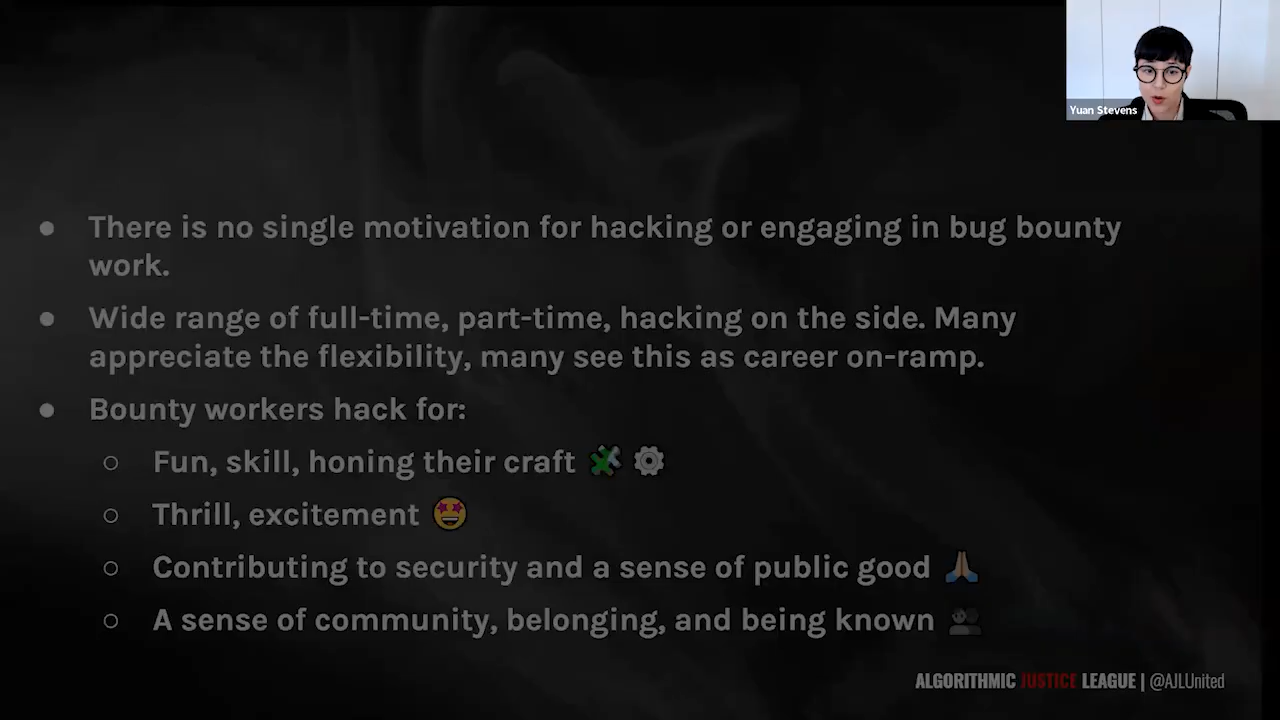 Yuan Stevens
● There is no single motivation for hacking or engaging in bug bounty
work.
● Wide range of full-time, part-time, hacking on the side. Many
appreciate the flexibility, many see this as career on-ramp.
● Bounty workers hack for:
○ Fun, skill, honing their craft 🧩 ⚙️
○ Thrill, excitement 🤩
○ Contributing to security and a sense of public good 🙏
○ A sense of community, belonging, and being known 👥
ALGORITHMIC JUSTICE LEAGUE | @AJLUnited